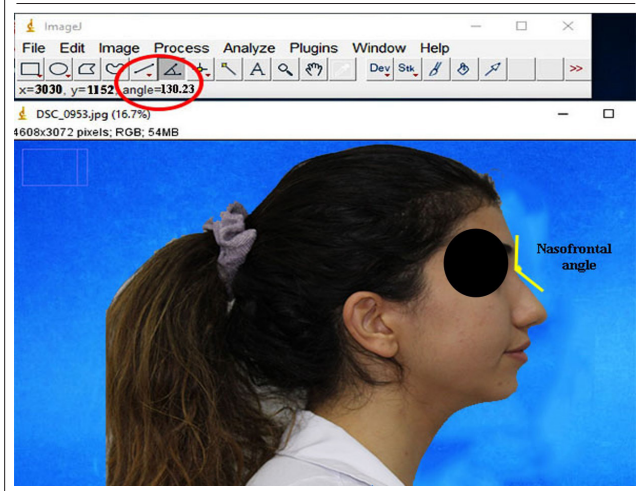 ImageJ
File Edit Image Process Analyze Plugins Window Help
A Dev Stk >>
x=3030, y=1152, angle=130.23
DSC_0953.jpg (16.7%)
4608x3072 pixels; RGB; 54MB
Nasofrontal
angle